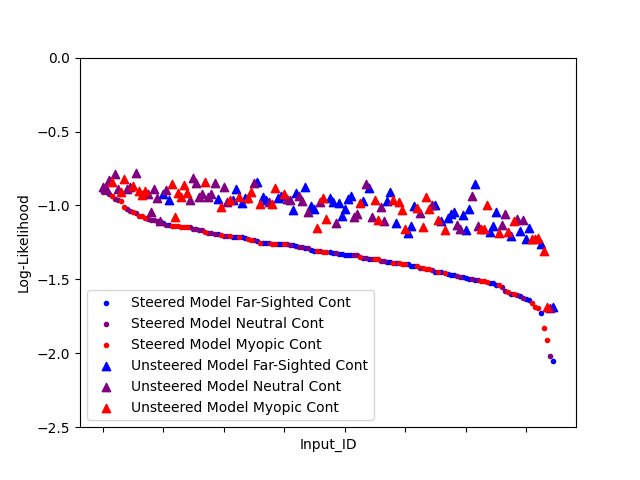 0.0
−0.5
−1.0
−1.5
−2.0
−2.5
Log-Likelihood
Input_ID
Steered Model Far-Sighted Cont
Steered Model Neutral Cont
Steered Model Myopic Cont
Unsteered Model Far-Sighted Cont
Unsteered Model Neutral Cont
Unsteered Model Myopic Cont